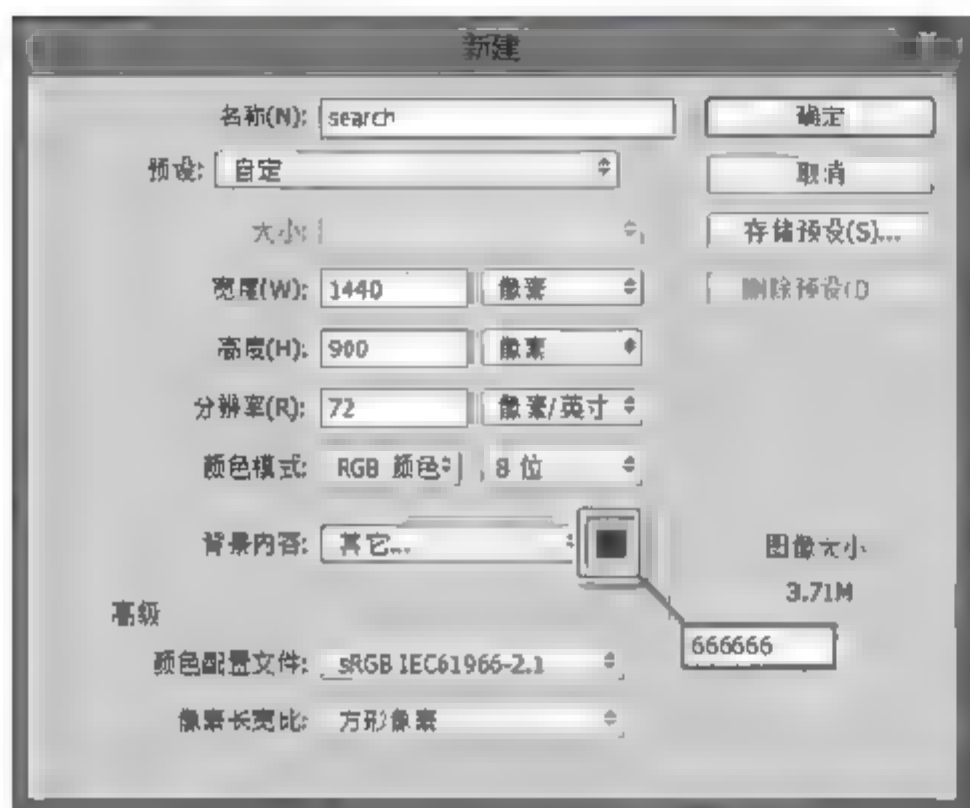 新建
名称(N): search 确定
预设: 自定 取消
大小: 存储预设(S)...
宽度(W): 1440 像素 删除预设(D
高度(H): 900 像素
分辨率(R): 72 像素/英寸
颜色模式: RGB 颜色 8 位
背景内容: 其它... 图像大小:
3.71M
高级 666666
颜色配置文件: sRGB IEC61966-2.1
像素长宽比: 方形像素